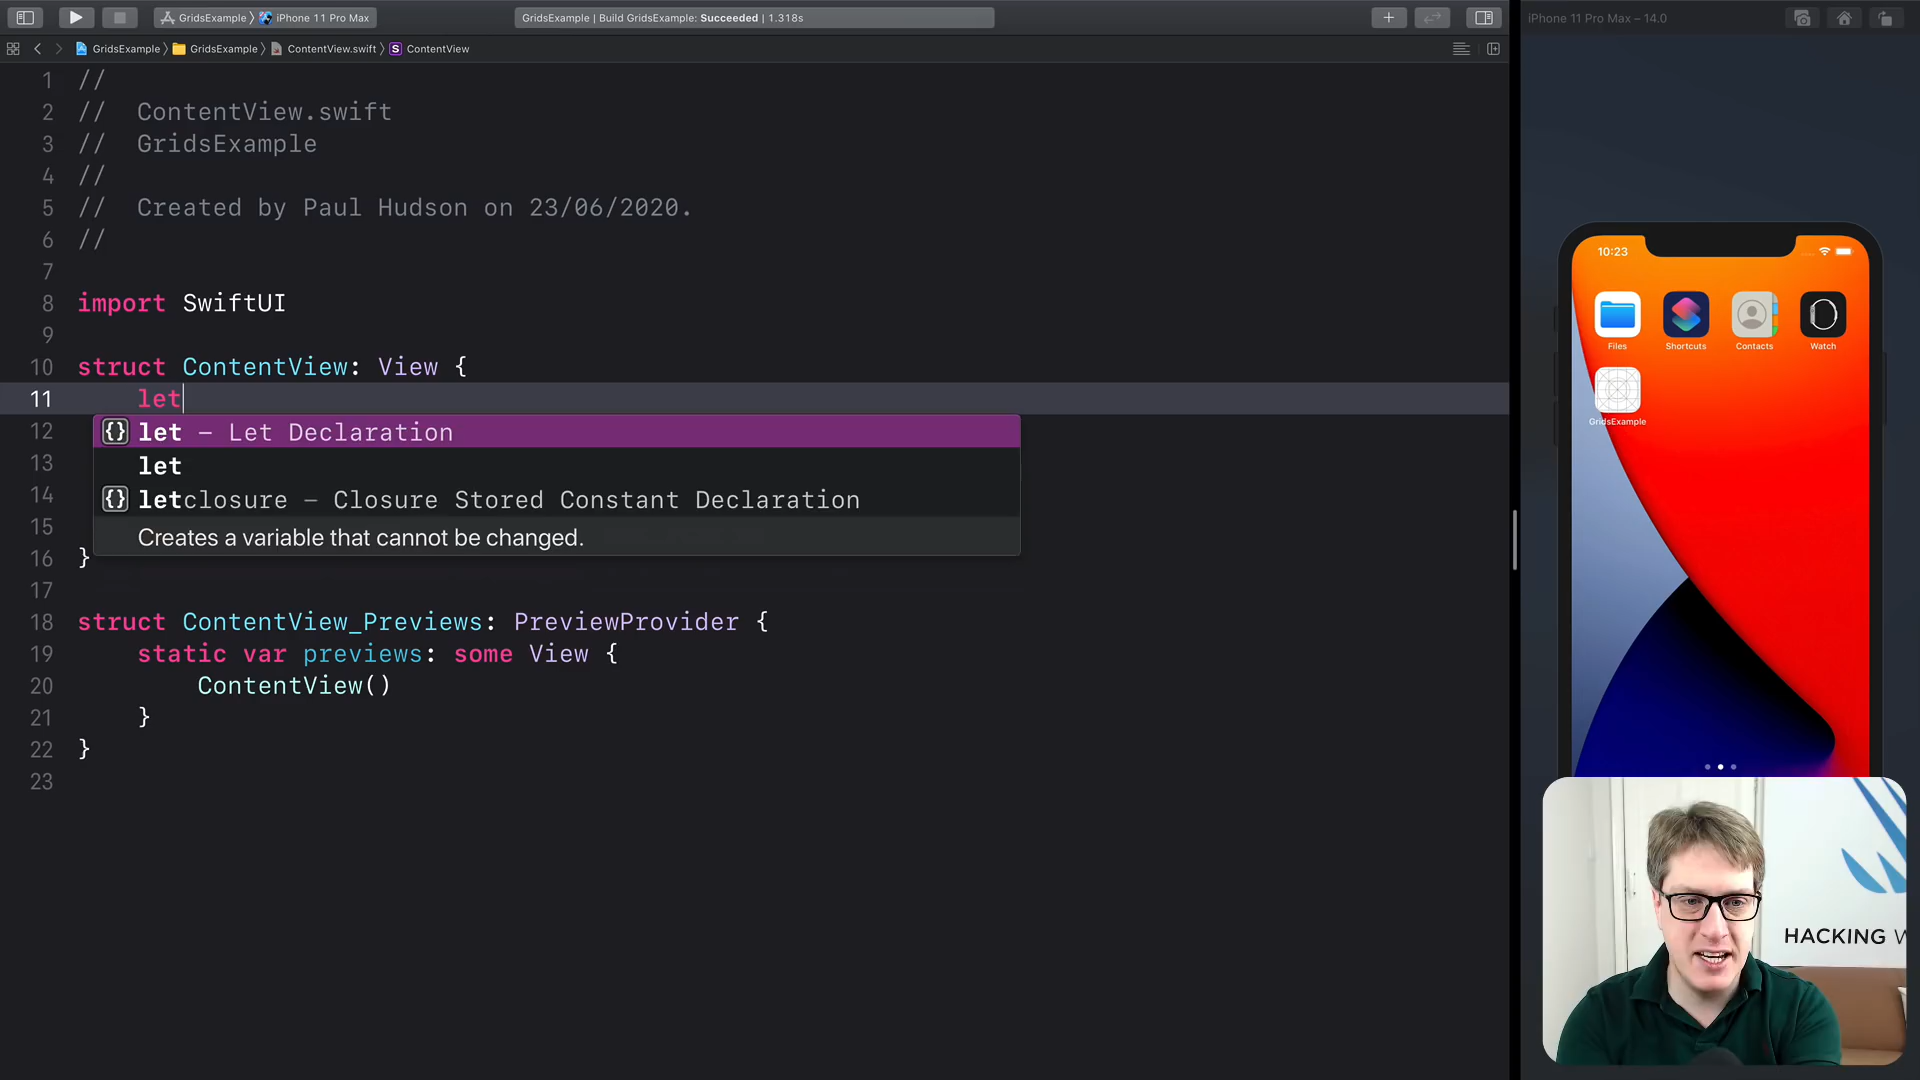 GridsExample
iPhone 11 Pro Max
GridsExample | Build GridsExample: Succeeded | 1.318s
iPhone 11 Pro Max – 14.0
GridsExample
GridsExample
ContentView.swift
S ContentView
1 //
2 // ContentView.swift
3 // GridsExample
4 //
5 // Created by Paul Hudson on 23/06/2020.
6 //
7
8 import SwiftUI
9
10 struct ContentView: View {
11 let
12 {} let – Let Declaration
13 let
14 {} letclosure – Closure Stored Constant Declaration
15 Creates a variable that cannot be changed.
16 }
17
18 struct ContentView_Previews: PreviewProvider {
19 static var previews: some View {
20 ContentView()
21 }
22 }
23
10:23
Files
Shortcuts
Contacts
Watch
GridsExample
HACKING W